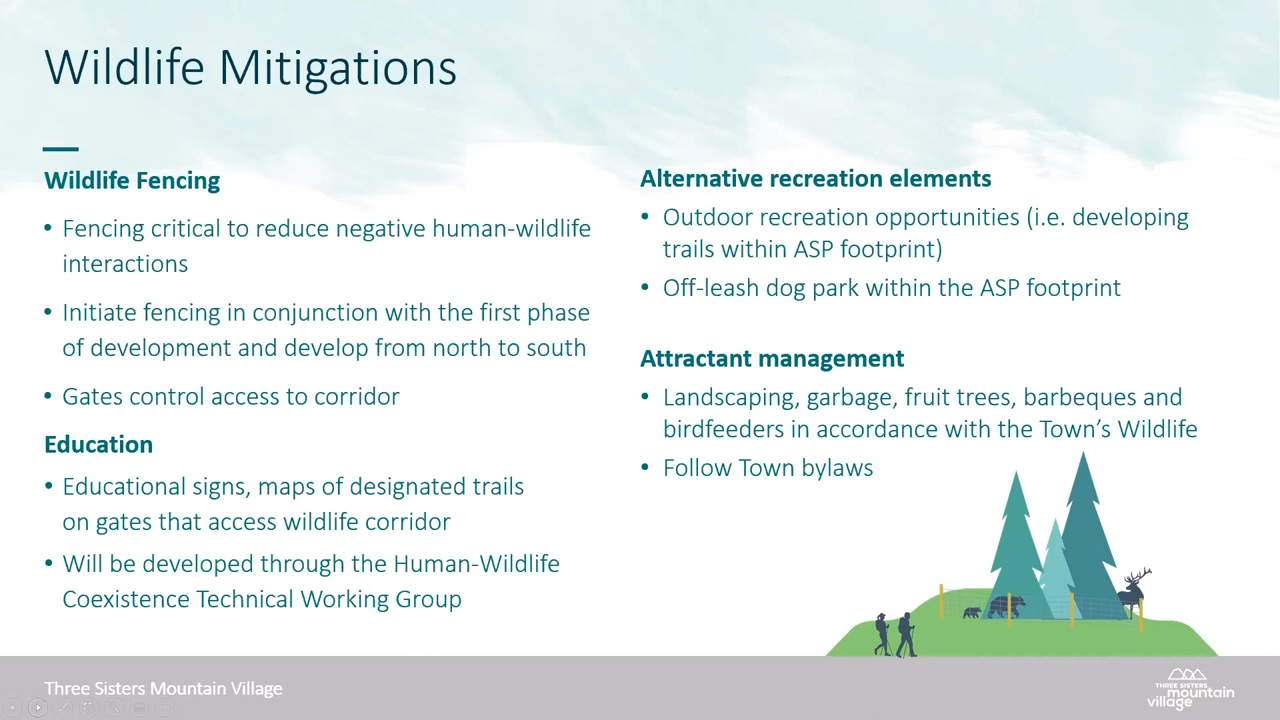 Wildlife Mitigations
Wildlife Fencing
• Fencing critical to reduce negative human-wildlife
interactions
• Initiate fencing in conjunction with the first phase
of development and develop from north to south
• Gates control access to corridor
Education
• Educational signs, maps of designated trails
on gates that access wildlife corridor
• Will be developed through the Human-Wildlife
Coexistence Technical Working Group
Alternative recreation elements
• Outdoor recreation opportunities (i.e. developing
trails within ASP footprint)
• Off-leash dog park within the ASP footprint
Attractant management
• Landscaping, garbage, fruit trees, barbeques and
birdfeeders in accordance with the Town’s Wildlife
• Follow Town bylaws
Three Sisters Mountain Village
THREE SISTERS
mountain
village